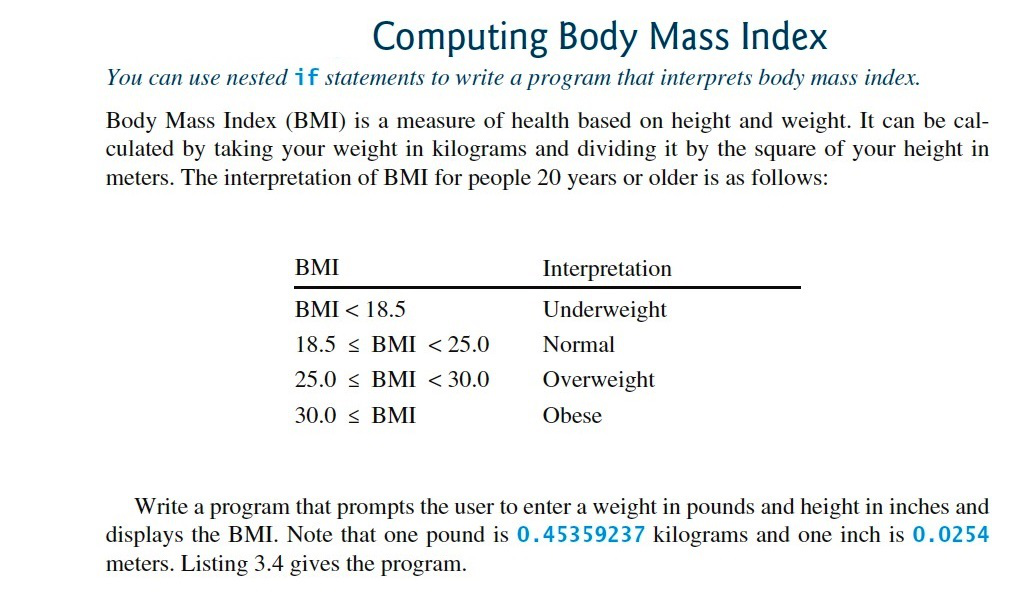 Computing Body Mass Index
You can use nested if statements to write a program that interprets body mass index.
Body Mass Index (BMI) is a measure of health based on height and weight. It can be cal-
culated by taking your weight in kilograms and dividing it by the square of your height in
meters. The interpretation of BMI for people 20 years or older is as follows:
BMI Interpretation
BMI < 18.5 Underweight
18.5 ≤ BMI < 25.0 Normal
25.0 ≤ BMI < 30.0 Overweight
30.0 ≤ BMI Obese
Write a program that prompts the user to enter a weight in pounds and height in inches and
displays the BMI. Note that one pound is 0.45359237 kilograms and one inch is 0.0254
meters. Listing 3.4 gives the program.